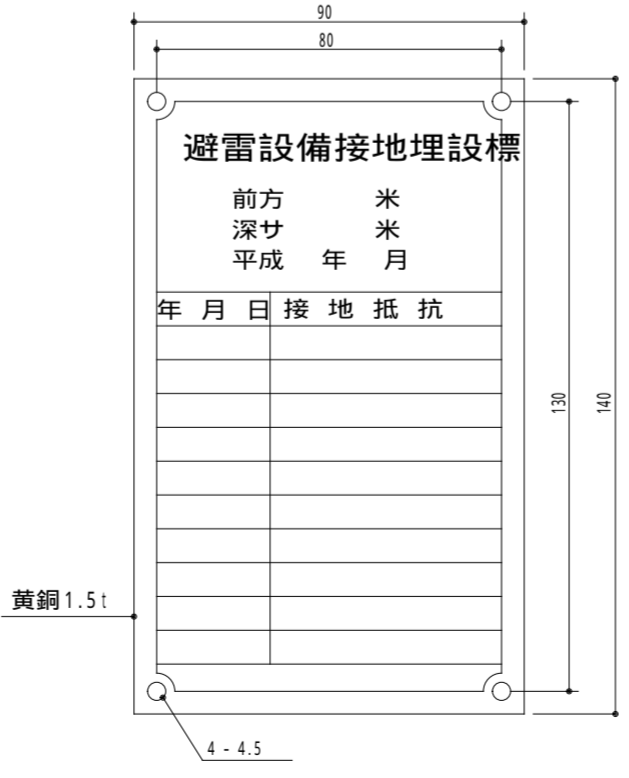 90
80
避雷設備接地埋設標
前方 米
深サ 米
平成 年 月
年 月 日 接 地 抵 抗
130
140
黄銅1.5t
4 - 4.5